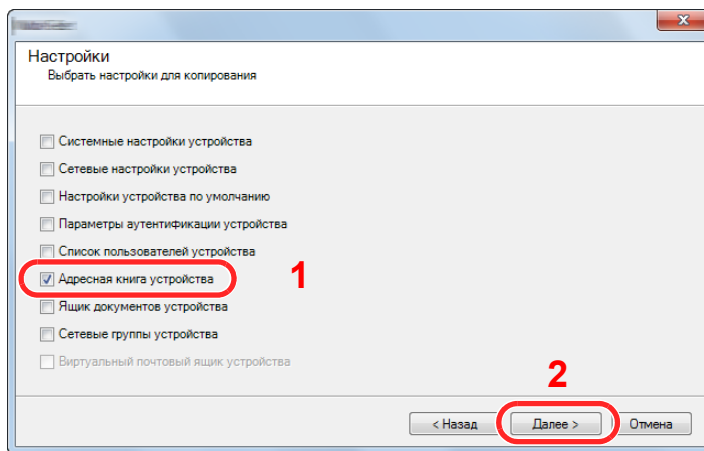 Настройки
Выбрать настройки для копирования
Системные настройки устройства
Сетевые настройки устройства
Настройки устройства по умолчанию
Параметры аутентификации устройства
Список пользователей устройства
Адресная книга устройства 1
Ящик документов устройства
Сетевые группы устройства
Виртуальный почтовый ящик устройства
2
< Назад Далее > Отмена